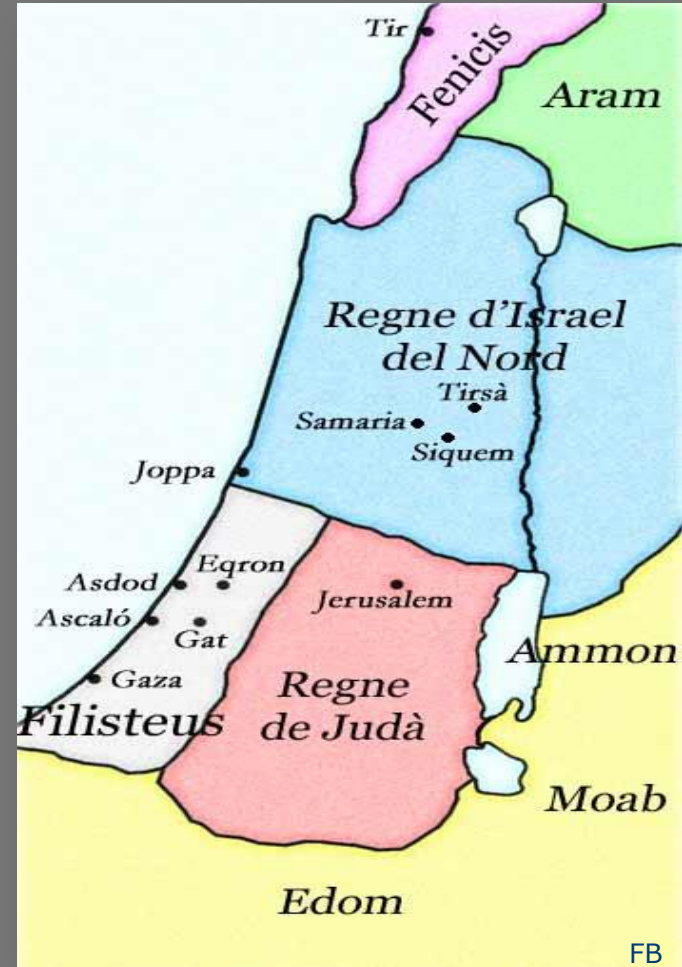 Tir
Fenicis
Aram
Regne d'Israel
del Nord
Tirsà
Samaria
Siquem
Joppa
Eqron
Asdod
Jerusalem
Ascaló
Gat
Ammon
Gaza
Regne
de Judà
Filisteus
Moab
Edom
FB